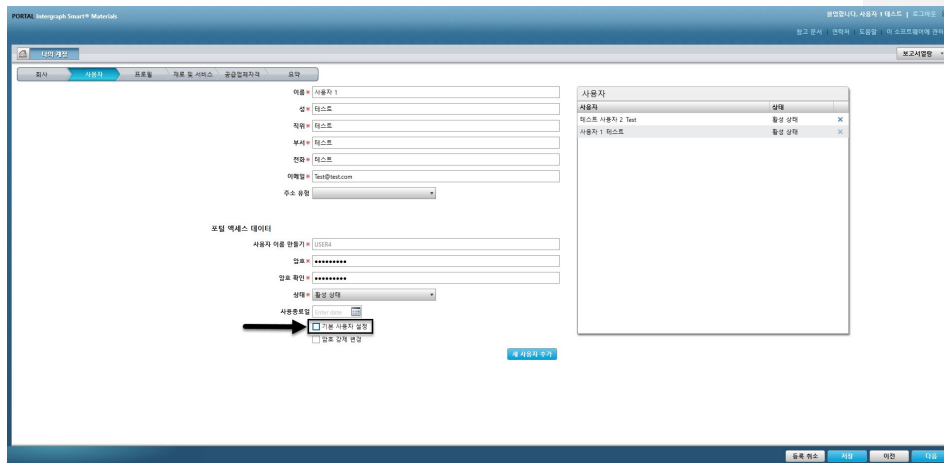 PORTAL Intergraph Smart® Materials
환영합니다, 사용자 1 테스트 | 로그아웃
참고 문서 | 연락처 | 도움말 | 이 소프트웨어에 관하
나의 계정
보고서열람
회사 사용자 프로필 재료 및 서비스 공급업체자격 요약
이름* 사용자 1
성* 테스트
직위* 테스트
부서* 테스트
전화* 테스트
이메일* Test@test.com
주소 유형
포털 액세스 데이터
사용자 이름 만들기* USER4
암호* •••••••••
암호 확인* •••••••••
상태* 활성 상태
사용종료일 Enter date
기본 사용자 설정
암호 강제 변경
새 사용자 추가
사용자
사용자 상태
테스트 사용자 2 Test 활성 상태 ×
사용자 1 테스트 활성 상태 ×
등록 취소 저장 이전 다음